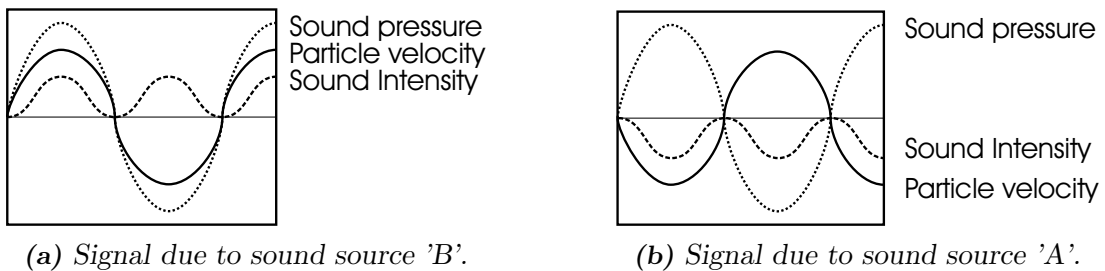 Sound pressure
Particle velocity
Sound Intensity
(a) Signal due to sound source 'B'.
Sound pressure
Sound Intensity
Particle velocity
(b) Signal due to sound source 'A'.